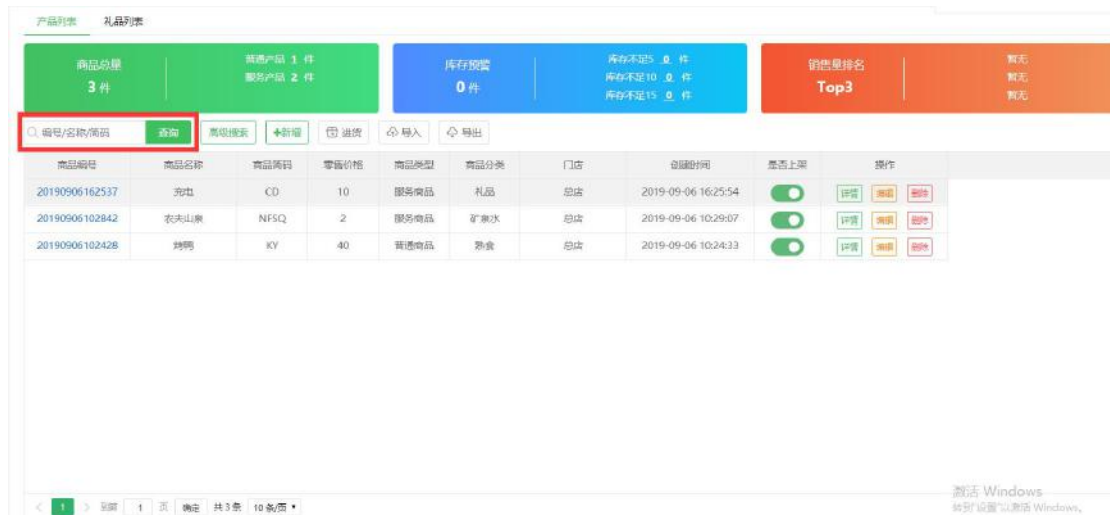 产品列表 礼品列表
商品总量
3 件
普通产品 1 件
服务产品 2 件
库存预警
0 件
库存不足5 0 件
库存不足10 0 件
库存不足15 0 件
销售量排名
Top3
暂无
暂无
暂无
编号/名称/简码 查询 高级搜索 +新增 进货 导入 导出
商品编号 商品名称 商品简码 零售价格 商品类型 商品分类 门店 创建时间 是否上架 操作
20190906162537 充电 CD 10 服务商品 礼品 总店 2019-09-06 16:25:54 详情 编辑 删除
20190906102842 农夫山泉 NFSQ 2 服务商品 矿泉水 总店 2019-09-06 10:29:07 详情 编辑 删除
20190906102428 烤鸭 KY 40 普通商品 熟食 总店 2019-09-06 10:24:33 详情 编辑 删除
< 1 > 到第 1 页 确定 共 3 条 10 条/页
激活 Windows
转到"设置"以激活 Windows。